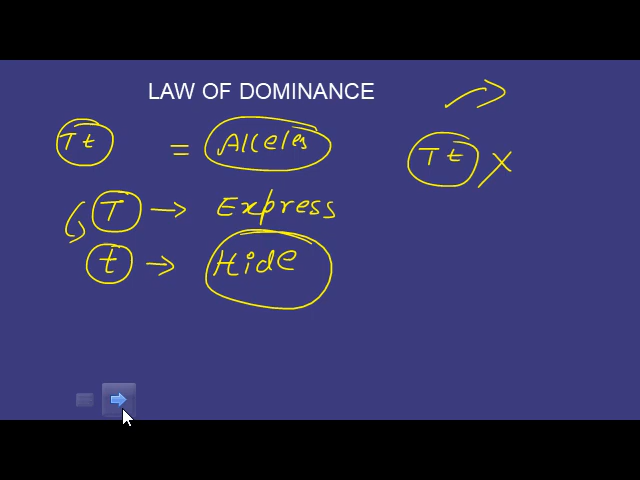 LAW OF DOMINANCE
Tt = Alleles
Tt X
T → Express
t → Hide